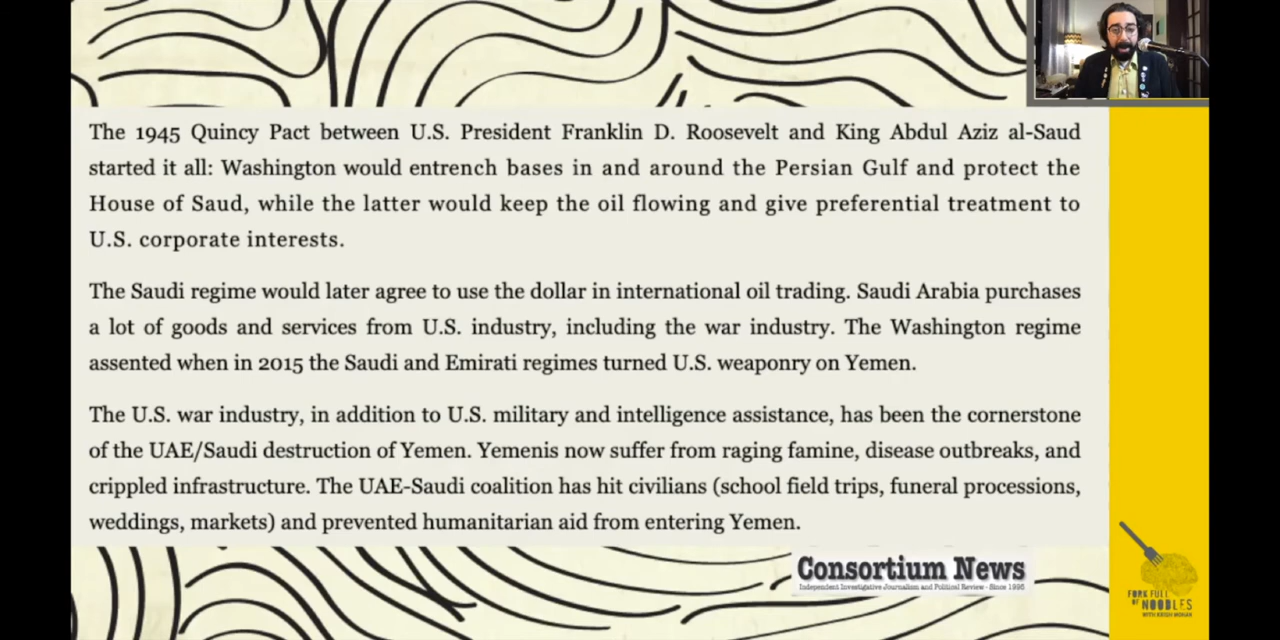 The 1945 Quincy Pact between U.S. President Franklin D. Roosevelt and King Abdul Aziz al-Saud
started it all: Washington would entrench bases in and around the Persian Gulf and protect the
House of Saud, while the latter would keep the oil flowing and give preferential treatment to
U.S. corporate interests.
The Saudi regime would later agree to use the dollar in international oil trading. Saudi Arabia purchases
a lot of goods and services from U.S. industry, including the war industry. The Washington regime
assented when in 2015 the Saudi and Emirati regimes turned U.S. weaponry on Yemen.
The U.S. war industry, in addition to U.S. military and intelligence assistance, has been the cornerstone
of the UAE/Saudi destruction of Yemen. Yemenis now suffer from raging famine, disease outbreaks, and
crippled infrastructure. The UAE-Saudi coalition has hit civilians (school field trips, funeral processions,
weddings, markets) and prevented humanitarian aid from entering Yemen.
Consortium News
Independent Investigative Journalism and Political Review - Since 1995
FORK FULL
OF NOODLES
WITH KRISH MOHAN